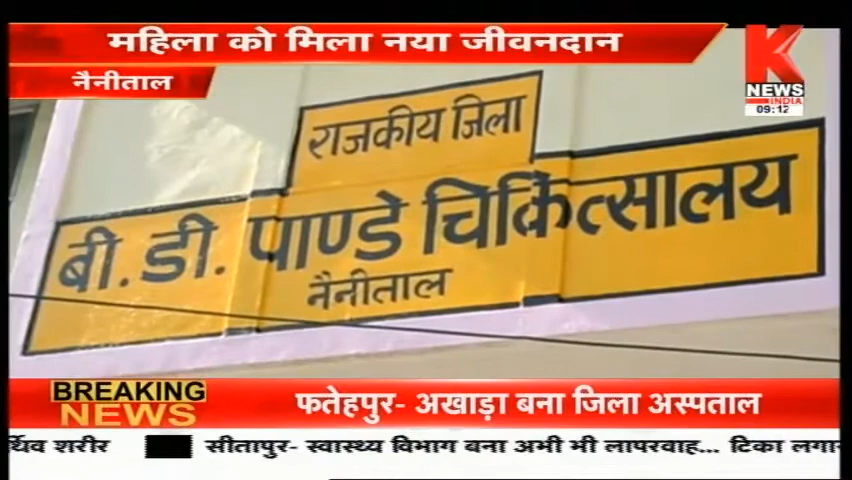 महिला को मिला नया जीवनदान
नैनीताल
K
NEWS
INDIA
09:12
राजकीय जिला
बी.डी. पाण्डे चिकित्सालय
नैनीताल
BREAKING
NEWS
फतेहपुर- अखाड़ा बना जिला अस्पताल
र्थिव शरीर सीतापुर- स्वास्थ्य विभाग बना अभी भी लापरवाह... टिका लगा